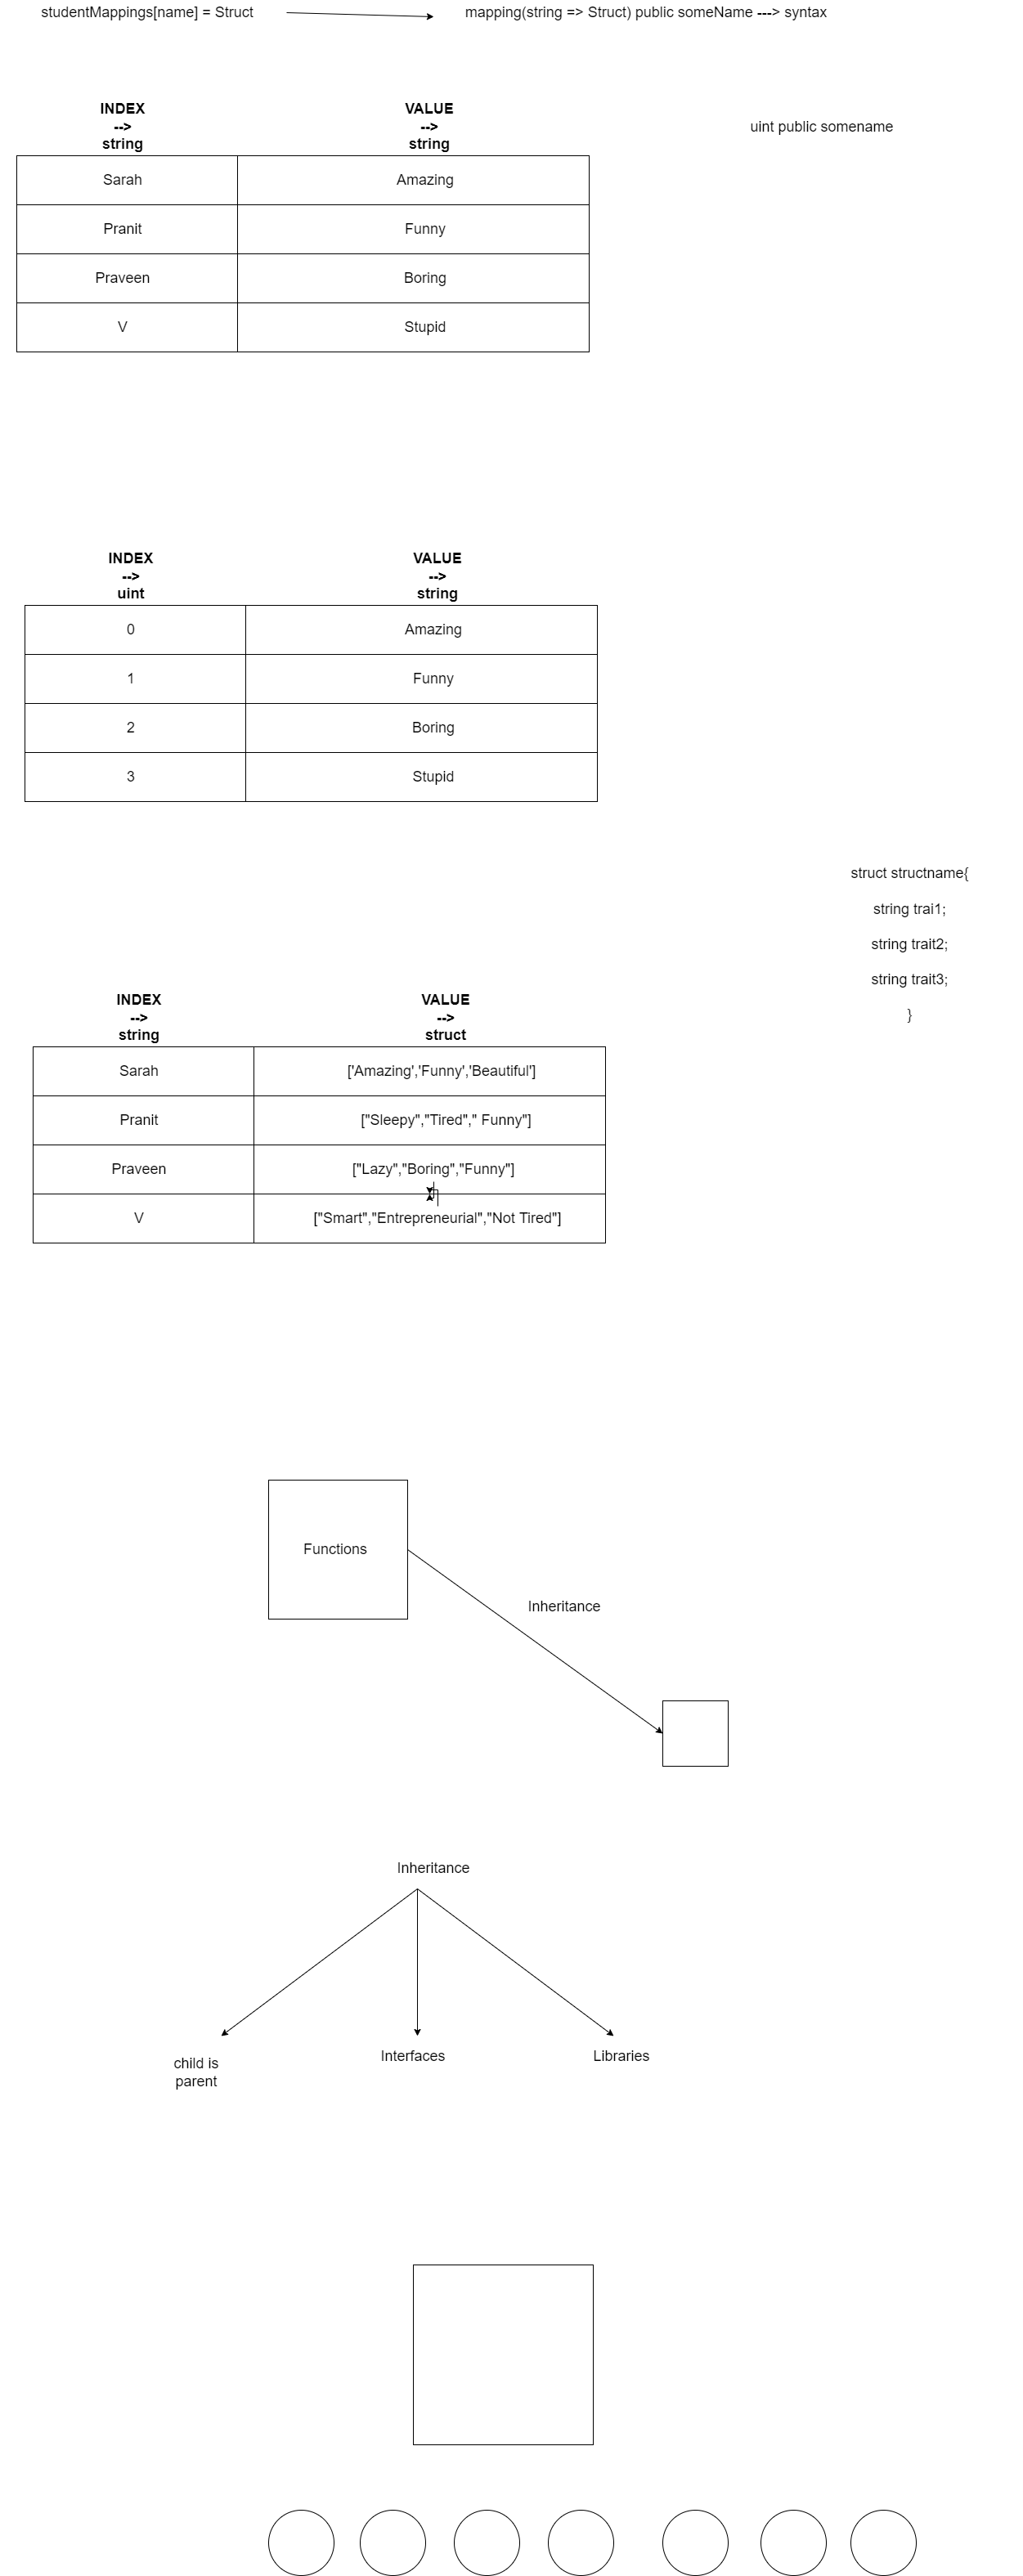 studentMappings[name] = Struct
mapping(string => Struct) public someName ---> syntax
INDEX
-->
string
VALUE
-->
string
uint public somename
Sarah
Amazing
Pranit
Funny
Praveen
Boring
V
Stupid
INDEX
-->
uint
VALUE
-->
string
0
Amazing
1
Funny
2
Boring
3
Stupid
struct structname{
string trai1;
string trait2;
string trait3;
}
INDEX
-->
string
VALUE
-->
struct
Sarah
['Amazing','Funny','Beautiful']
Pranit
["Sleepy","Tired"," Funny"]
Praveen
["Lazy","Boring","Funny"]
V
["Smart","Entrepreneurial","Not Tired"]
Functions
Inheritance
Inheritance
child is
parent
Interfaces
Libraries